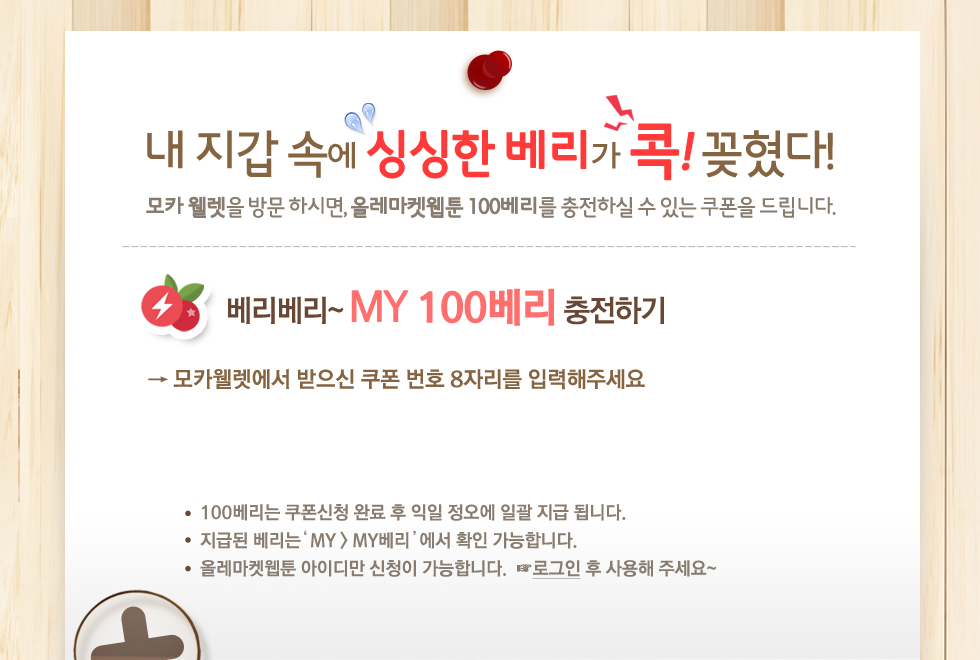 내 지갑 속에 싱싱한 베리가 콕! 꽂혔다!
모카 웰렛을 방문 하시면, 올레마켓웹툰 100베리를 충전하실 수 있는 쿠폰을 드립니다.
베리베리~ MY 100베리 충전하기
→ 모카웰렛에서 받으신 쿠폰 번호 8자리를 입력해주세요
• 100베리는 쿠폰신청 완료 후 익일 정오에 일괄 지급 됩니다.
• 지급된 베리는 ‘MY > MY베리’에서 확인 가능합니다.
• 올레마켓웹툰 아이디만 신청이 가능합니다. ☞로그인 후 사용해 주세요~